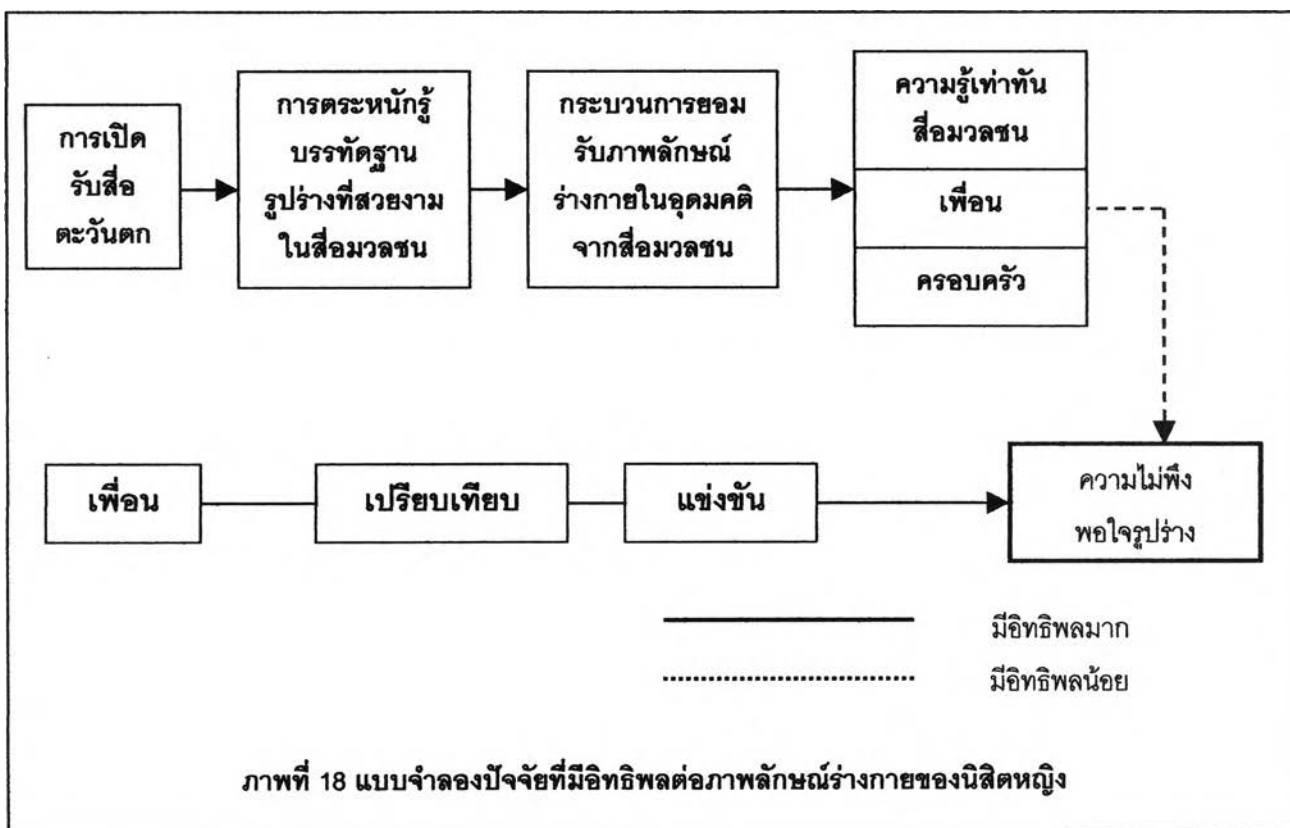 การเปิด
รับสื่อ
ตะวันตก
การตระหนักรู้
บรรทัดฐาน
รูปร่างที่สวยงาม
ในสื่อมวลชน
กระบวนการยอม
รับภาพลักษณ์
ร่างกายในอุดมคติ
จากสื่อมวลชน
ความรู้เท่าทัน
สื่อมวลชน
เพื่อน
ครอบครัว
เพื่อน
เปรียบเทียบ
แข่งขัน
ความไม่พึง
พอใจรูปร่าง
มีอิทธิพลมาก
มีอิทธิพลน้อย
ภาพที่ 18 แบบจำลองปัจจัยที่มีอิทธิพลต่อภาพลักษณ์ร่างกายของนิสิตหญิง